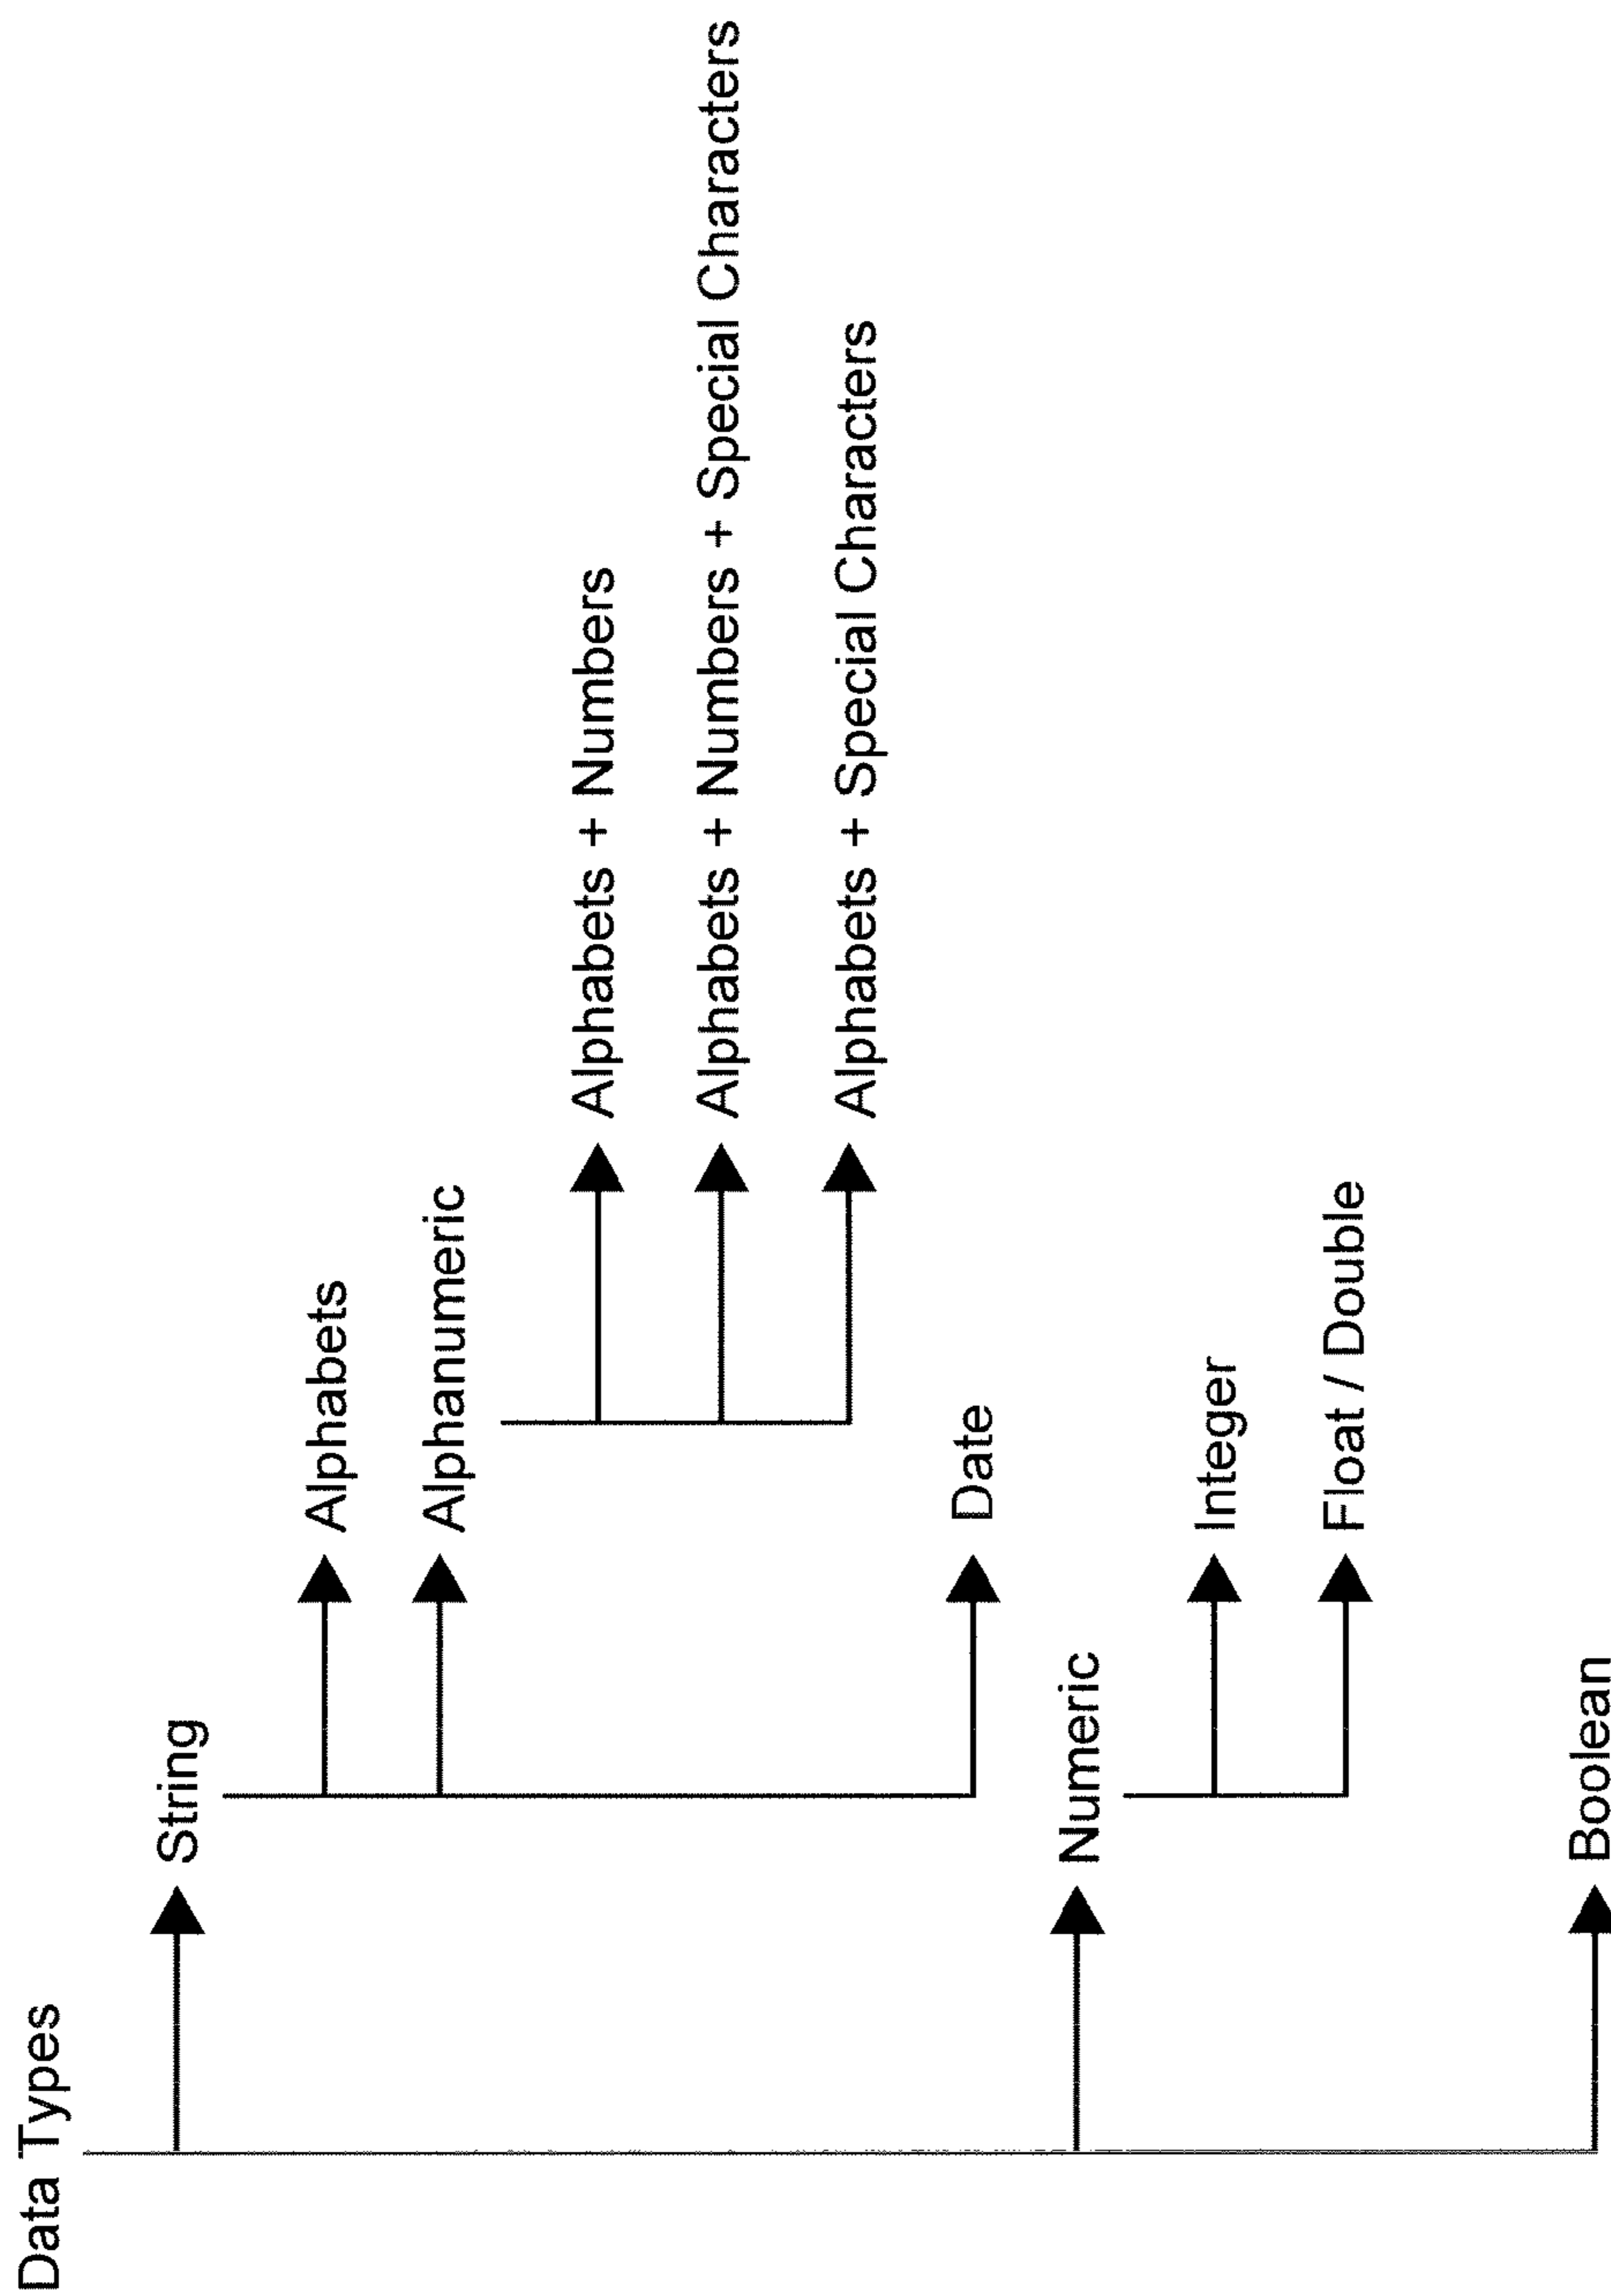 Data Types
String
Alphabets
Alphanumeric
Alphabets + Numbers
Alphabets + Numbers + Special Characters
Alphabets + Special Characters
Date
Numeric
Integer
Float / Double
Boolean